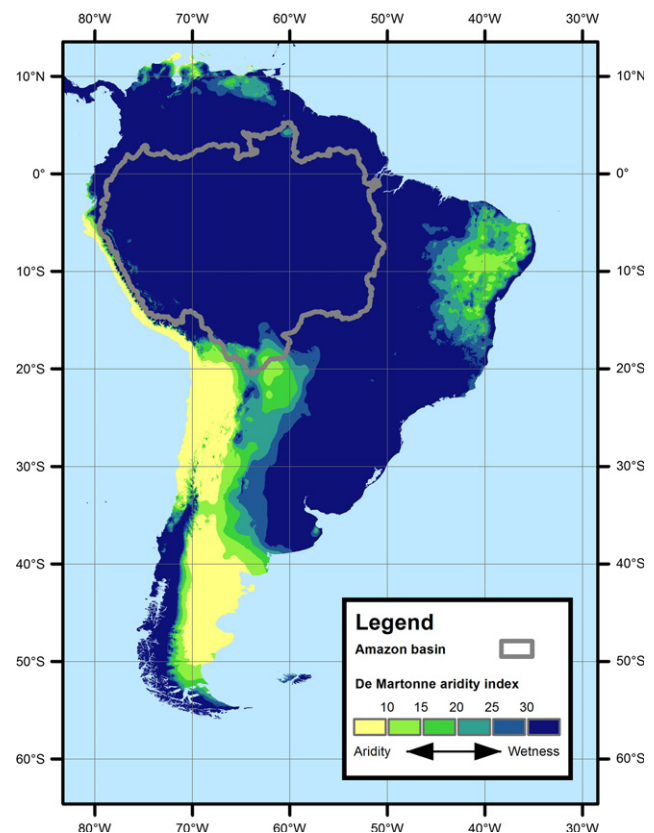 80°W 70°W 60°W 50°W 40°W 30°W
10°N 10°N
0° 0°
10°S 10°S
20°S 20°S
30°S 30°S
40°S 40°S
Legend
Amazon basin
50°S 50°S
De Martonne aridity index
10 15 20 25 30
Aridity Wetness
60°S 60°S
80°W 70°W 60°W 50°W 40°W 30°W